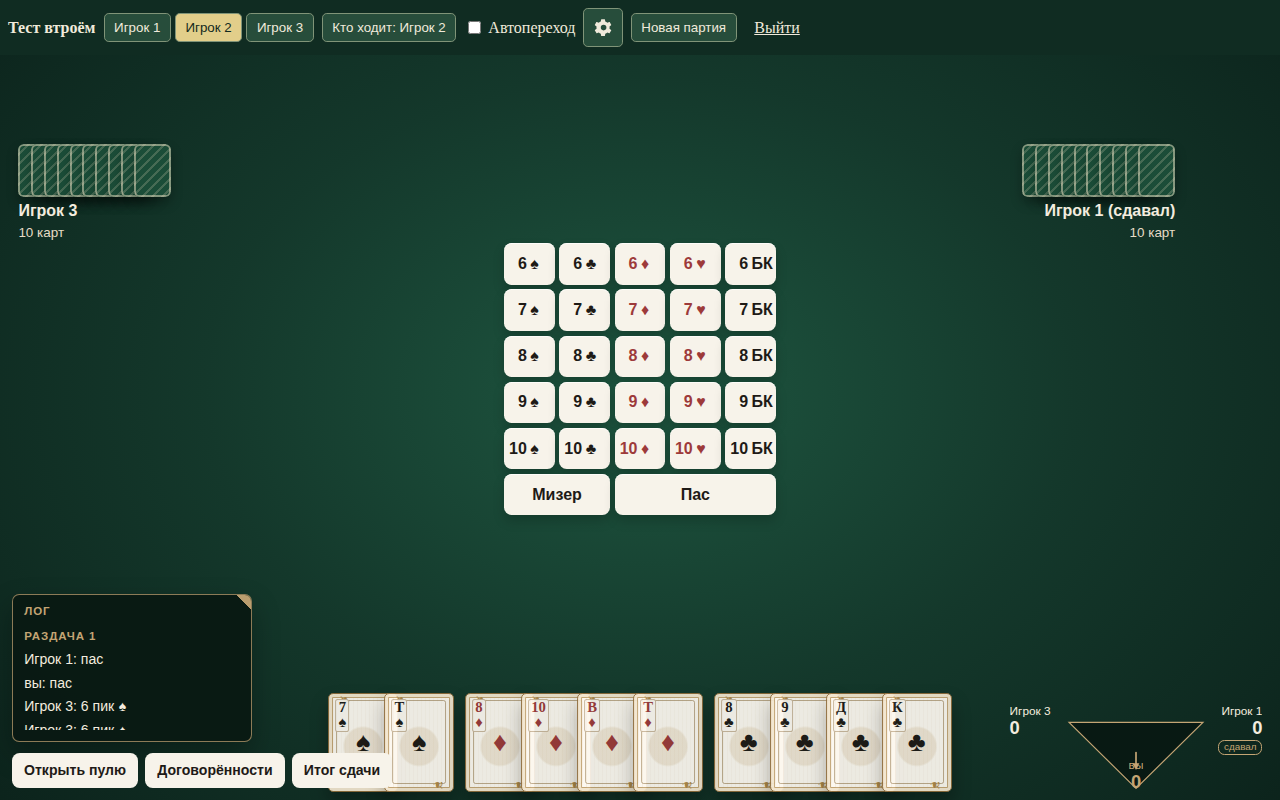 Тест втроём Игрок 1 Игрок 2 Игрок 3 Кто ходит: Игрок 2 Автопереход Новая партия Выйти
Игрок 3
10 карт
Игрок 1 (сдавал)
10 карт
6 ♠ 6 ♣ 6 ♦ 6 ♥ 6 БК
7 ♠ 7 ♣ 7 ♦ 7 ♥ 7 БК
8 ♠ 8 ♣ 8 ♦ 8 ♥ 8 БК
9 ♠ 9 ♣ 9 ♦ 9 ♥ 9 БК
10 ♠ 10 ♣ 10 ♦ 10 ♥ 10 БК
Мизер Пас
ЛОГ
РАЗДАЧА 1
Игрок 1: пас
вы: пас
Игрок 3: 6 пик ♠
Игрок 3: 6 пик ♠
Открыть пулю Договорённости Итог сдачи
7 ♠ Т ♠ 8 ♦ 10 ♦ В ♦ Т ♦ 8 ♣ 9 ♣ Д ♣ К ♣
Игрок 3
0
Игрок 1
0
сдавал
вы
0